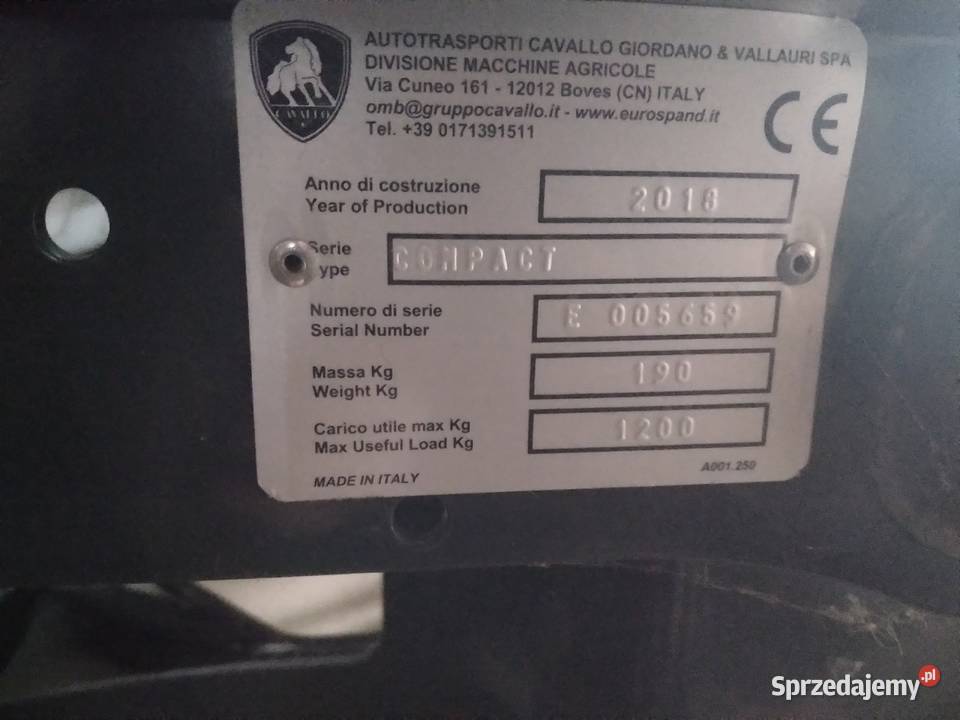 AUTOTRASPORTI CAVALLO GIORDANO & VALLAURI SPA
DIVISIONE MACCHINE AGRICOLE
Via Cuneo 161 - 12012 Boves (CN) ITALY
omb@gruppocavallo.it - www.eurospand.it
Tel. +39 0171391511
CAVALLO
CE
Anno di costruzione
Year of Production
2018
Serie
ype
COMPACT
Numero di serie
Serial Number
E 005659
Massa Kg
Weight Kg
190
Carico utile max Kg
Max Useful Load Kg
1200
MADE IN ITALY
A001.250
Sprzedajemy.pl